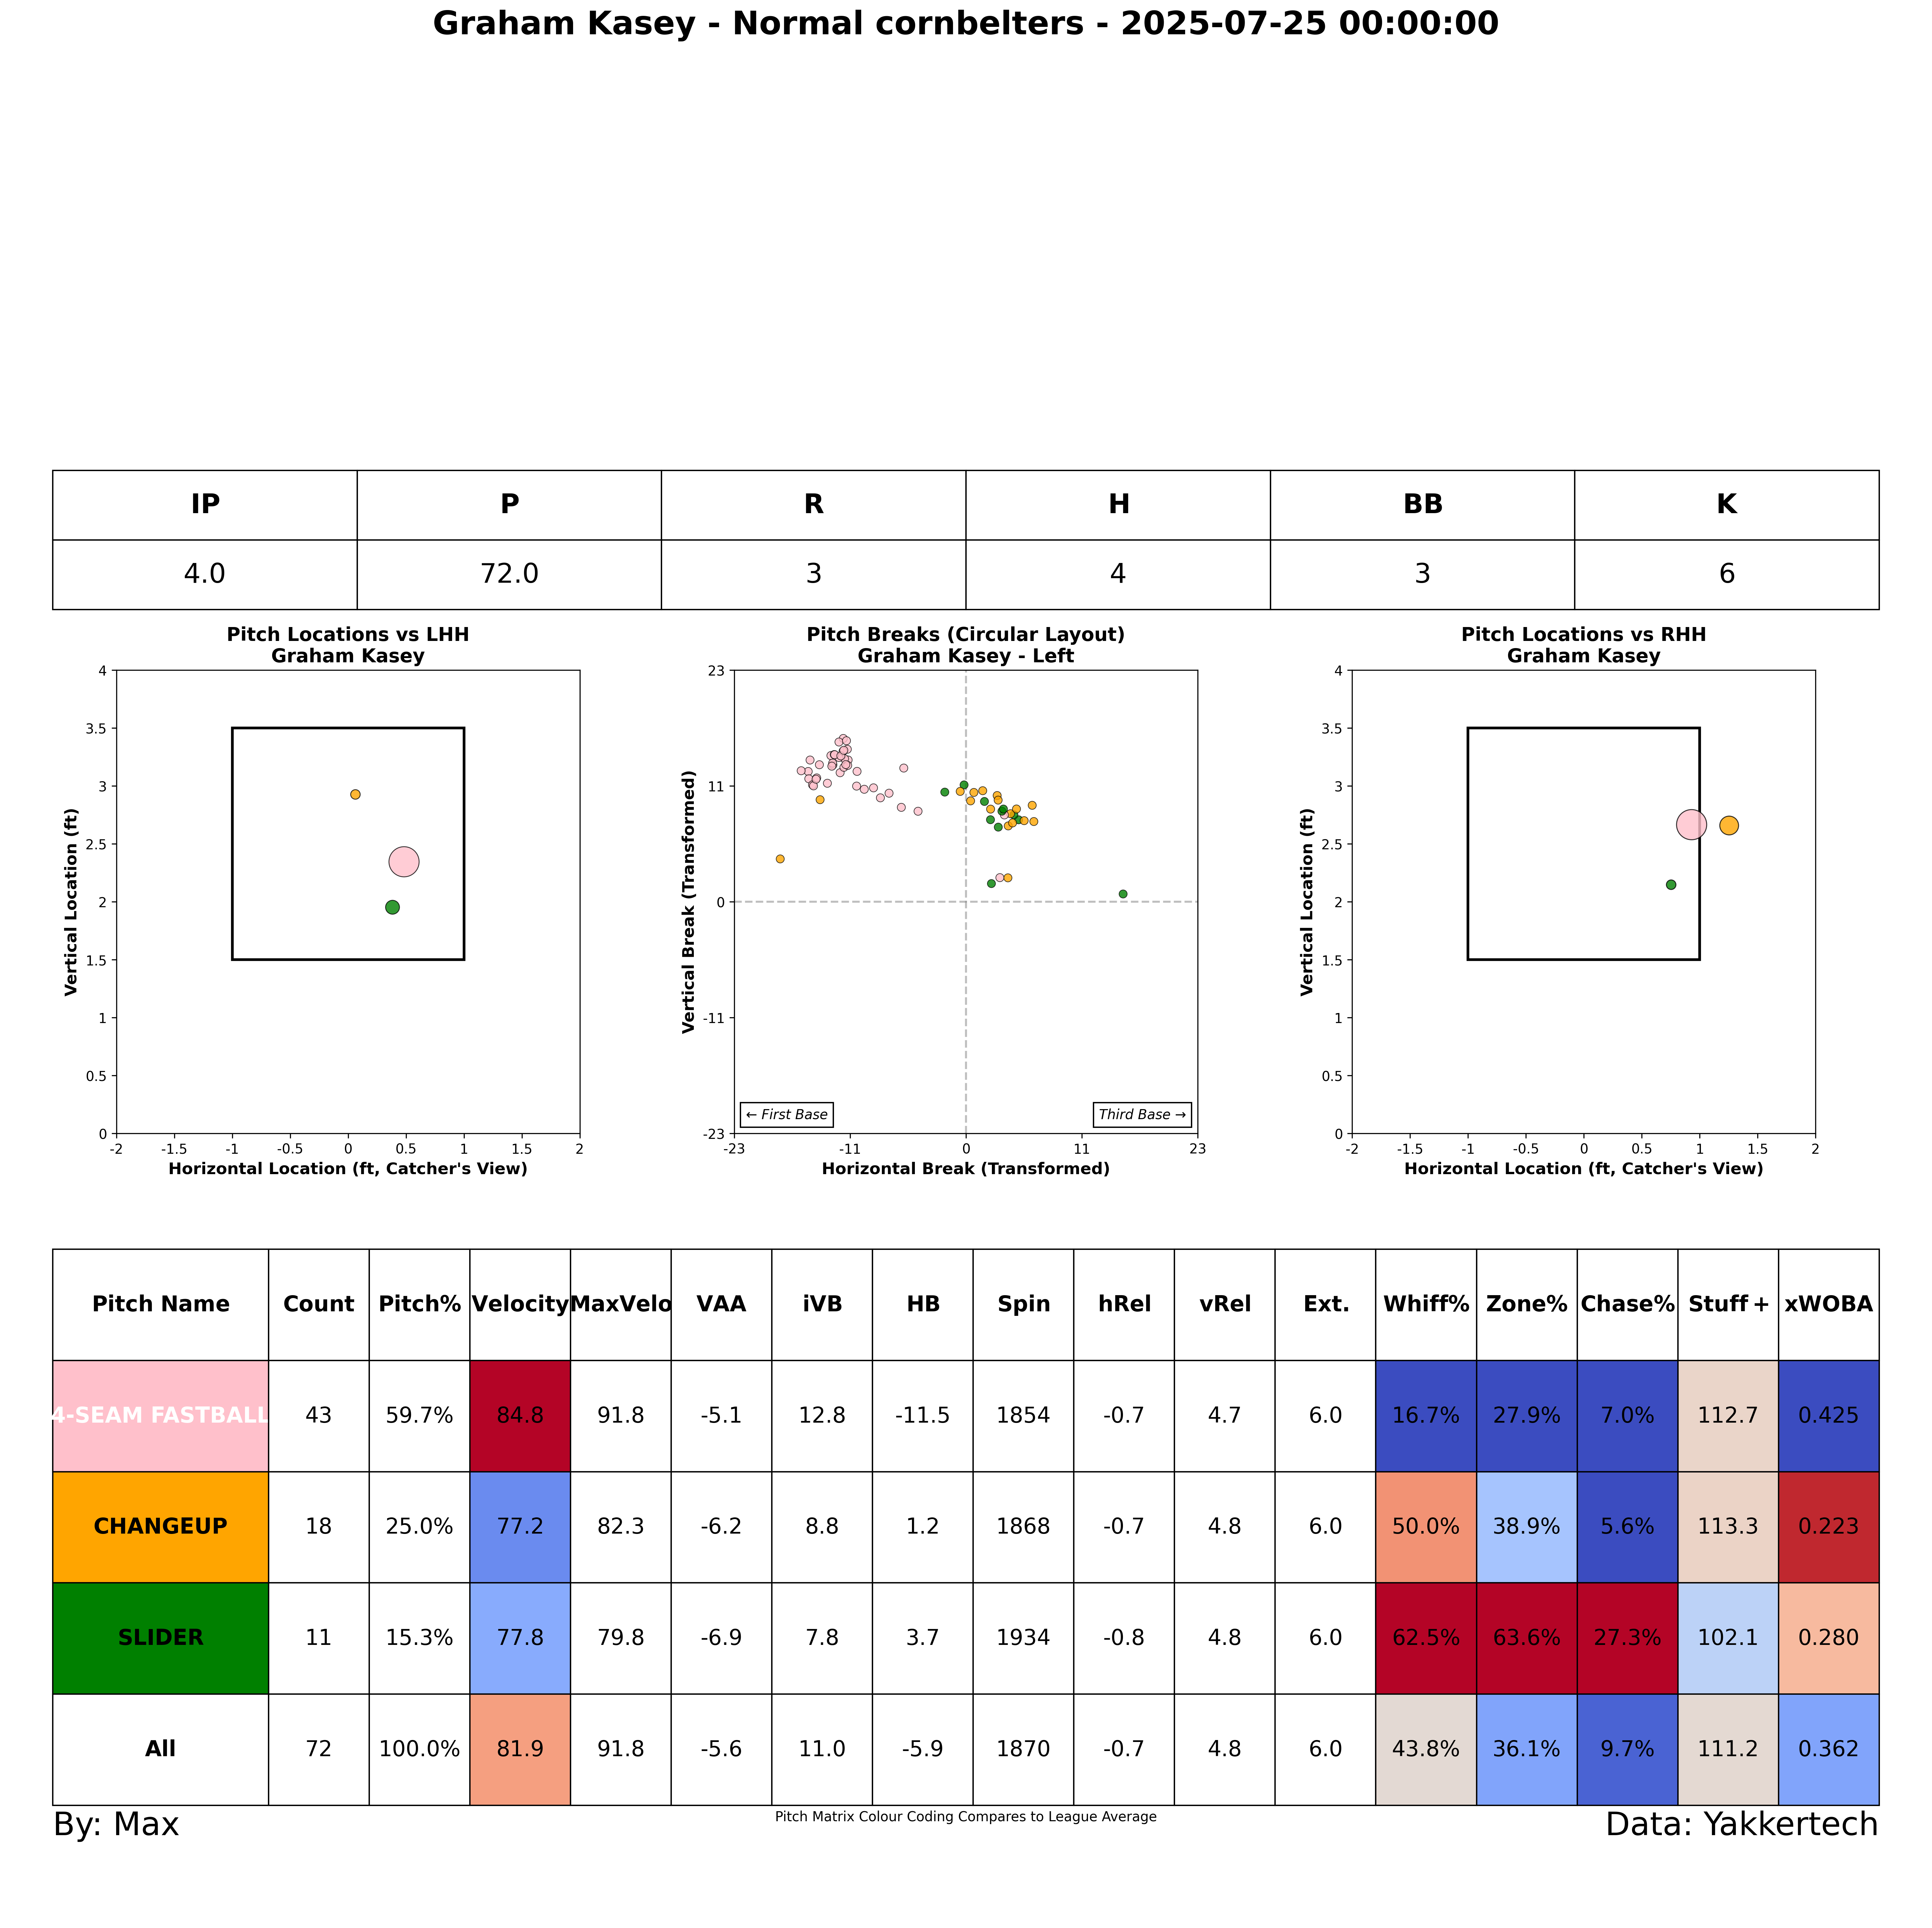 Graham Kasey - Normal cornbelters - 2025-07-25 00:00:00
IP P R H BB K
4.0 72.0 3 4 3 6
Pitch Locations vs LHH
Graham Kasey
4
3.5
3
2.5
2
1.5
1
0.5
0
-2 -1.5 -1 -0.5 0 0.5 1 1.5 2
Vertical Location (ft)
Horizontal Location (ft, Catcher's View)
Pitch Breaks (Circular Layout)
Graham Kasey - Left
23
11
0
-11
-23
-23 -11 0 11 23
Vertical Break (Transformed)
← First Base
Third Base →
Horizontal Break (Transformed)
Pitch Locations vs RHH
Graham Kasey
4
3.5
3
2.5
2
1.5
1
0.5
0
-2 -1.5 -1 -0.5 0 0.5 1 1.5 2
Vertical Location (ft)
Horizontal Location (ft, Catcher's View)
Pitch Name Count Pitch% Velocity MaxVelo VAA iVB HB Spin hRel vRel Ext. Whiff% Zone% Chase% Stuff+ xWOBA
4-SEAM FASTBALL 43 59.7% 84.8 91.8 -5.1 12.8 -11.5 1854 -0.7 4.7 6.0 16.7% 27.9% 7.0% 112.7 0.425
CHANGEUP 18 25.0% 77.2 82.3 -6.2 8.8 1.2 1868 -0.7 4.8 6.0 50.0% 38.9% 5.6% 113.3 0.223
SLIDER 11 15.3% 77.8 79.8 -6.9 7.8 3.7 1934 -0.8 4.8 6.0 62.5% 63.6% 27.3% 102.1 0.280
All 72 100.0% 81.9 91.8 -5.6 11.0 -5.9 1870 -0.7 4.8 6.0 43.8% 36.1% 9.7% 111.2 0.362
By: Max
Pitch Matrix Colour Coding Compares to League Average
Data: Yakkertech